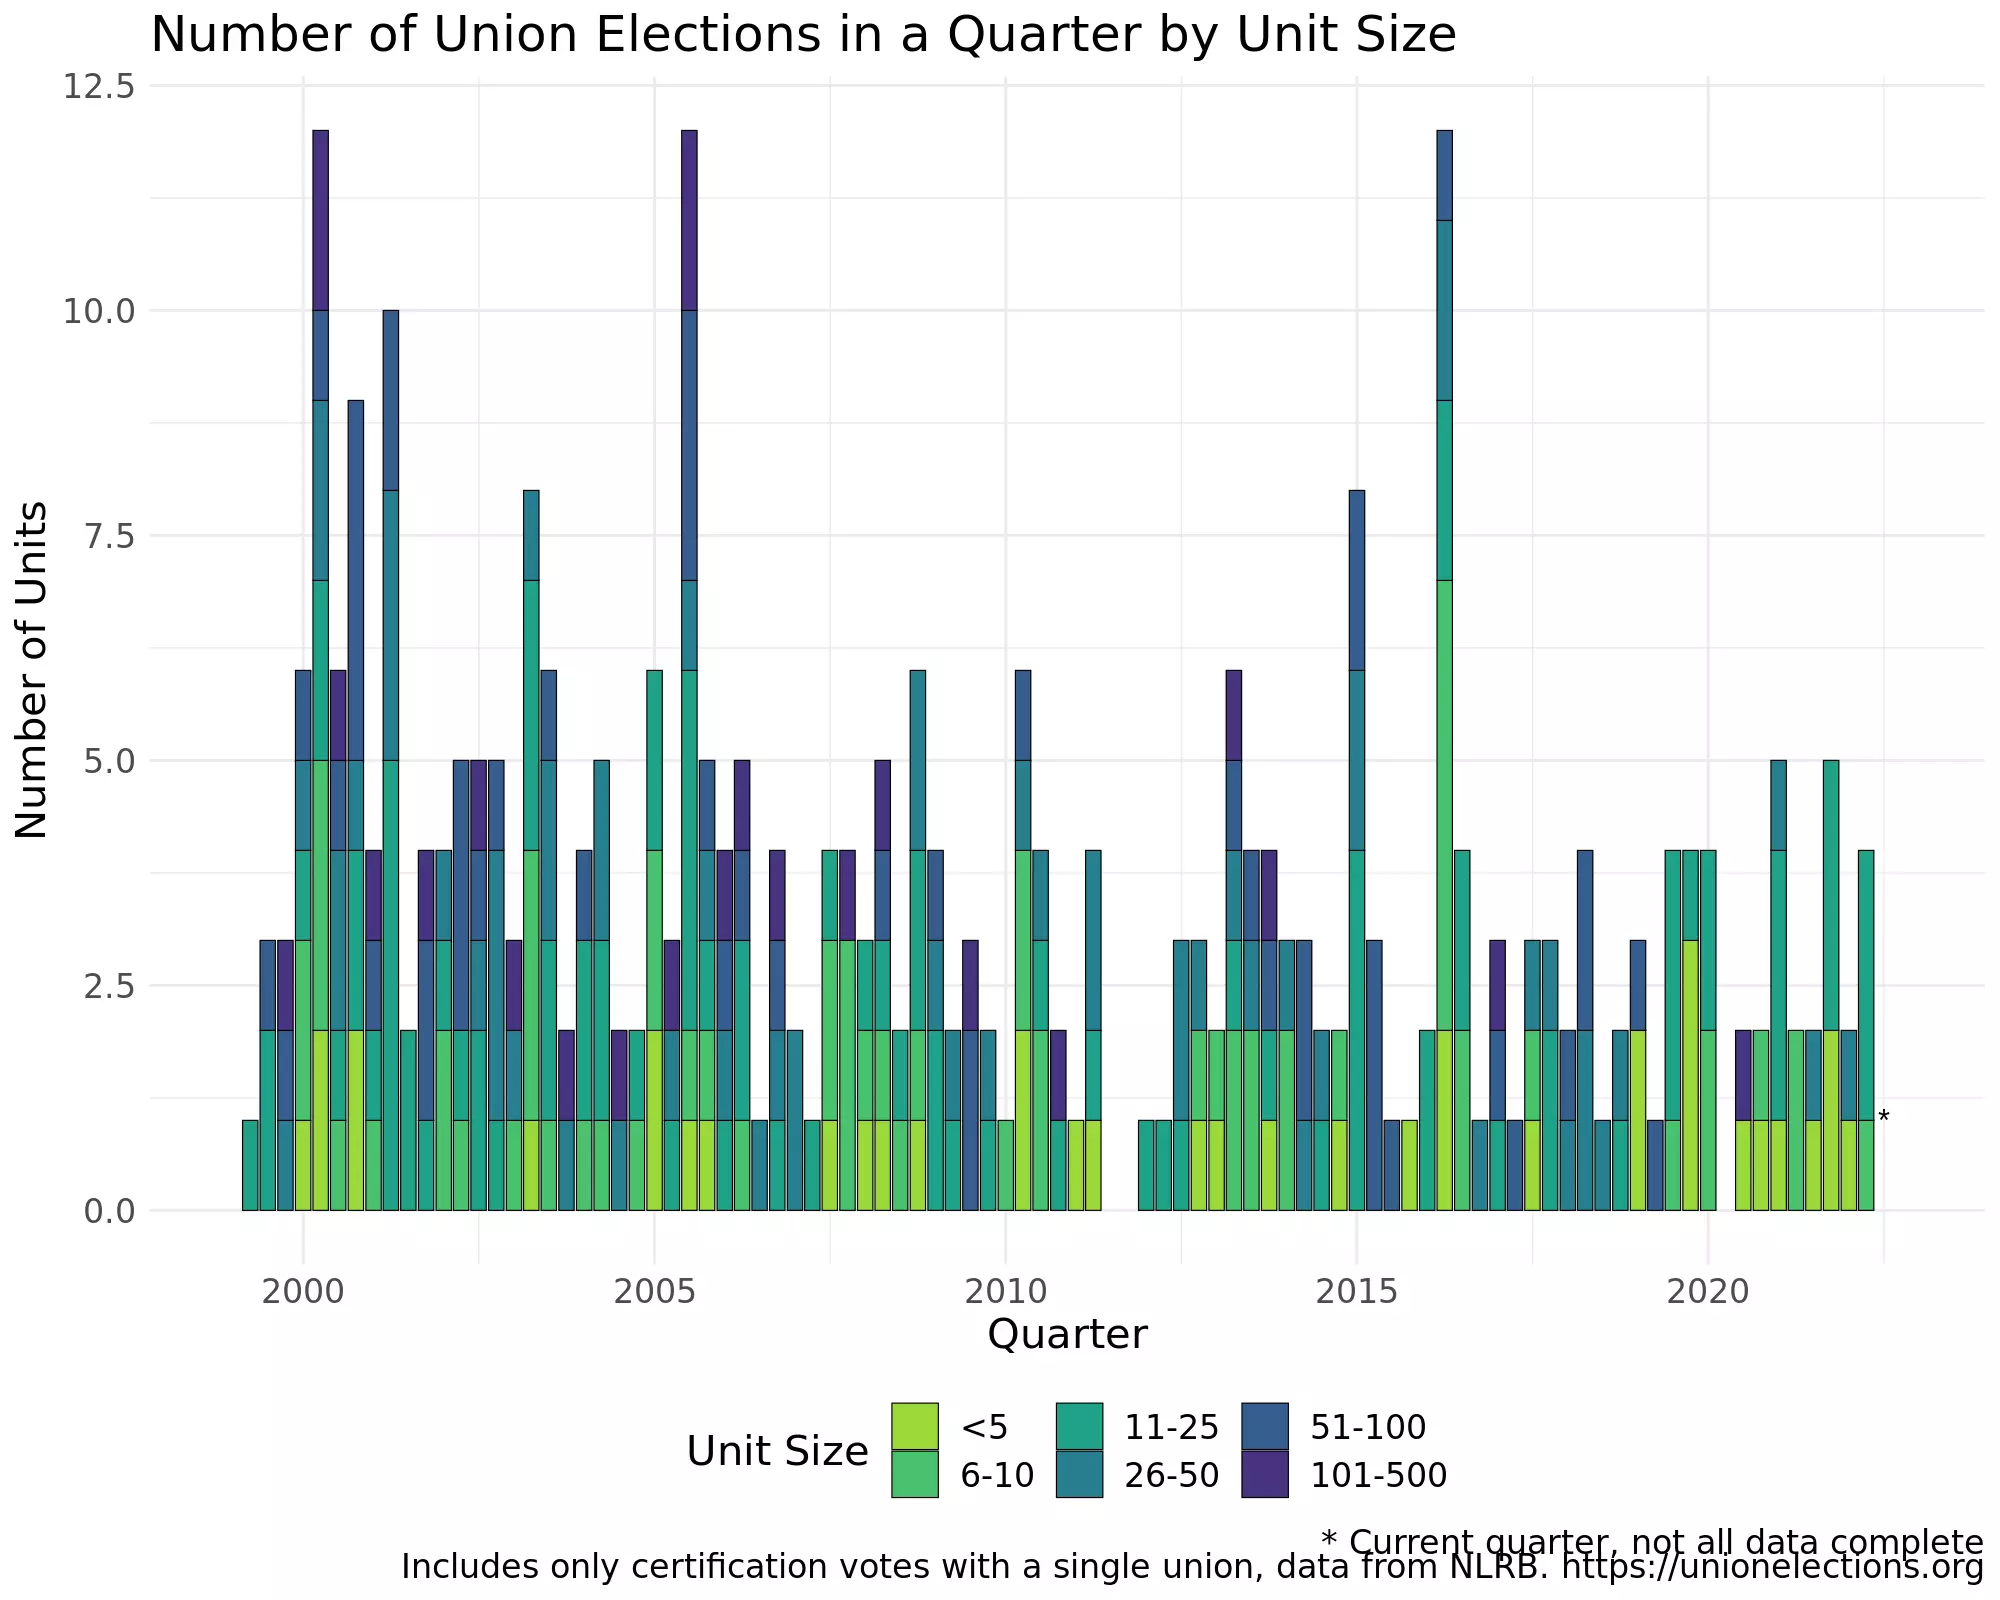 Number of Union Elections in a Quarter by Unit Size
12.5
10.0
7.5
5.0
2.5
0.0
Number of Units
*
2000 2005 2010 2015 2020
Quarter
Unit Size
<5 11-25 51-100
6-10 26-50 101-500
* Current quarter, not all data complete
Includes only certification votes with a single union, data from NLRB. https://unionelections.org